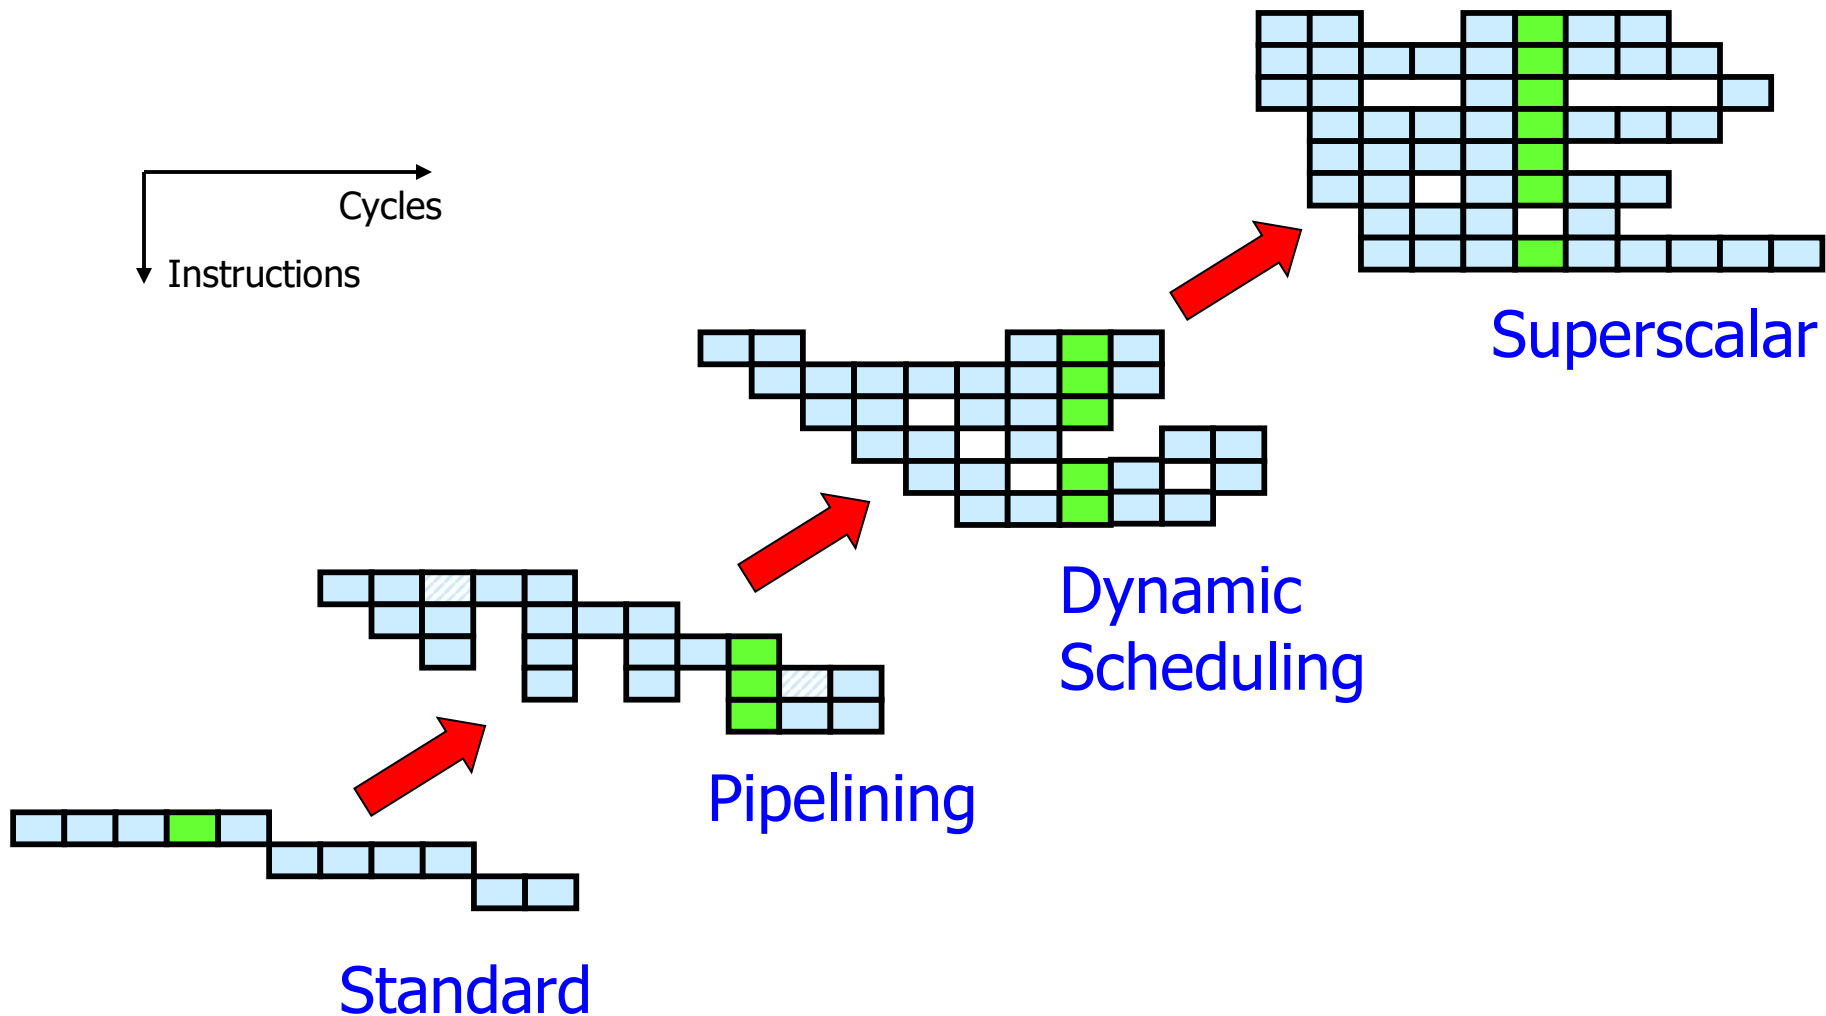 Cycles
Instructions
Superscalar
Dynamic
Scheduling
Pipelining
Standard